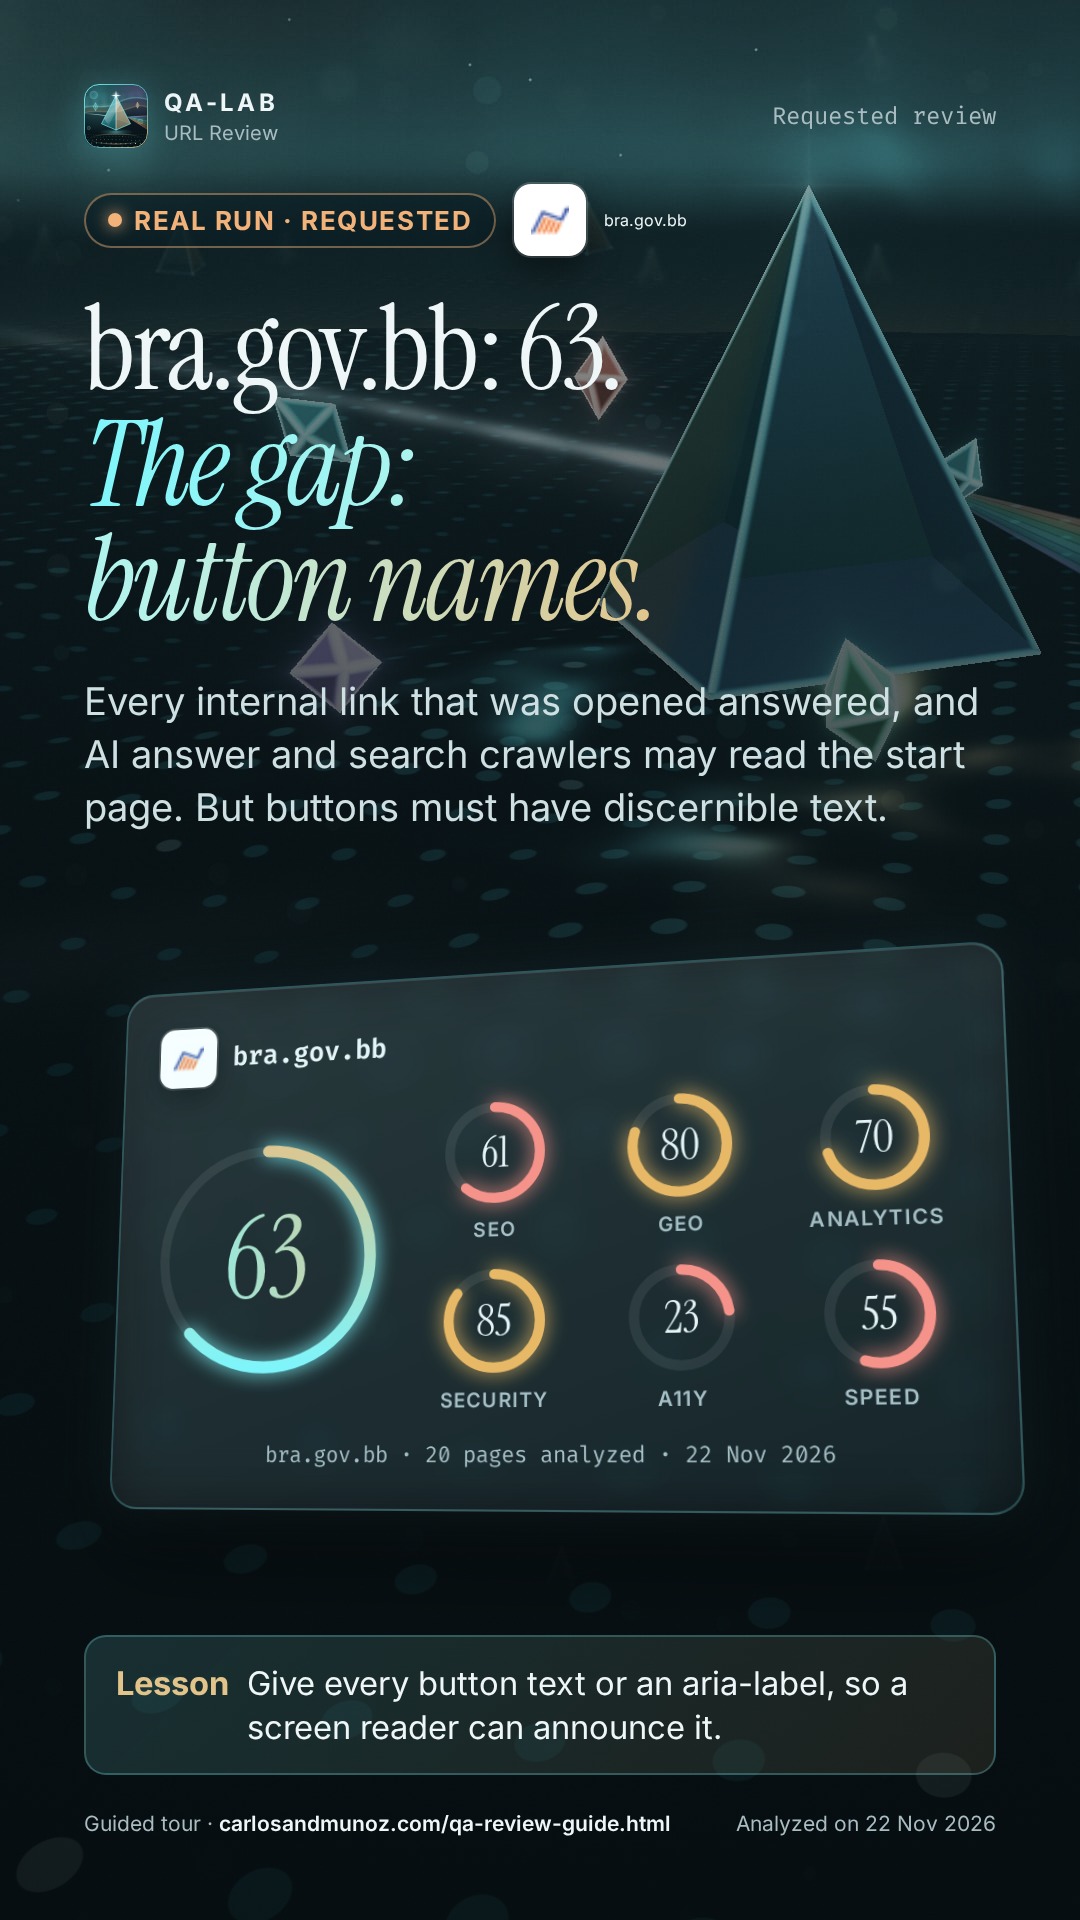 QA-LAB
URL Review
Requested review
REAL RUN · REQUESTED
bra.gov.bb
bra.gov.bb: 63.
The gap:
button names.
Every internal link that was opened answered, and
AI answer and search crawlers may read the start
page. But buttons must have discernible text.
bra.gov.bb
63
61
SEO
80
GEO
70
ANALYTICS
85
SECURITY
23
A11Y
55
SPEED
bra.gov.bb · 20 pages analyzed · 22 Nov 2026
Lesson Give every button text or an aria-label, so a
screen reader can announce it.
Guided tour · carlosandmunoz.com/qa-review-guide.html
Analyzed on 22 Nov 2026